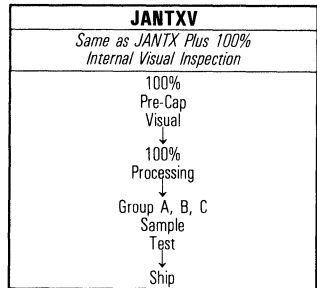 JANTXV
Same as JANTX Plus 100%
Internal Visual Inspection
100%
Pre-Cap
Visual
100%
Processing
Group A, B, C
Sample
Test
Ship